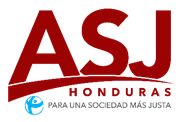 ASJ
HONDURAS
PARA UNA SOCIEDAD MÁS JUSTA